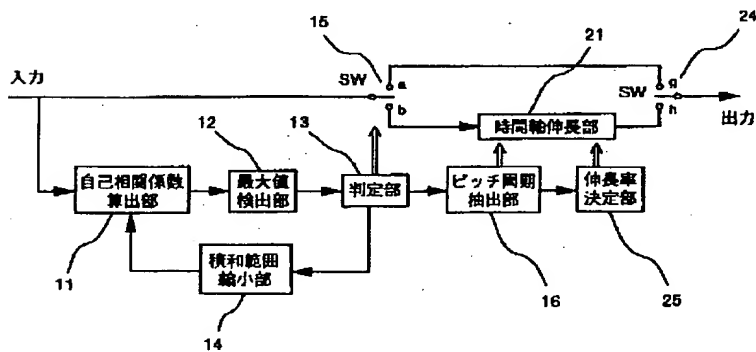 15
21
24
入力
SW
a
b
g
SW
h
時間軸伸長部
出力
12
13
自己相関係数
算出部
最大値
検出部
判定部
ピッチ周期
抽出部
伸長率
決定部
11
積和範囲
縮小部
14
16
25